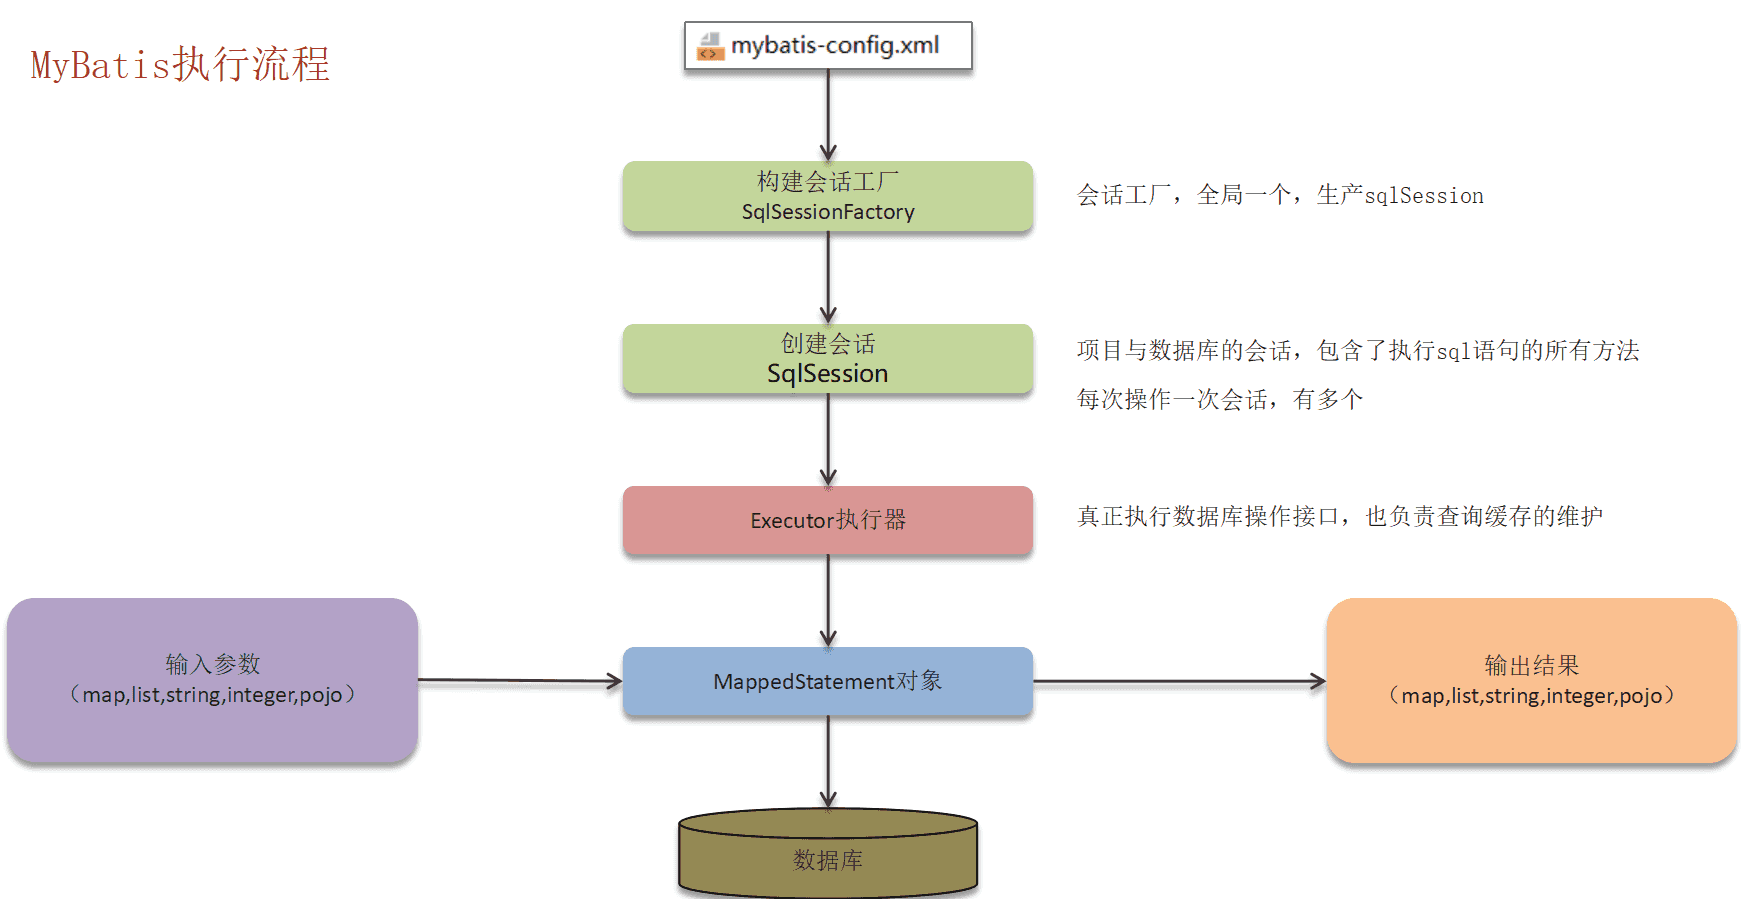 MyBatis执行流程
mybatis-config.xml
构建会话工厂
SqlSessionFactory
会话工厂，全局一个，生产sqlSession
创建会话
SqlSession
项目与数据库的会话，包含了执行sql语句的所有方法
每次操作一次会话，有多个
Executor执行器
真正执行数据库操作接口，也负责查询缓存的维护
输入参数
（map,list,string,integer,pojo）
MappedStatement对象
输出结果
（map,list,string,integer,pojo）
数据库